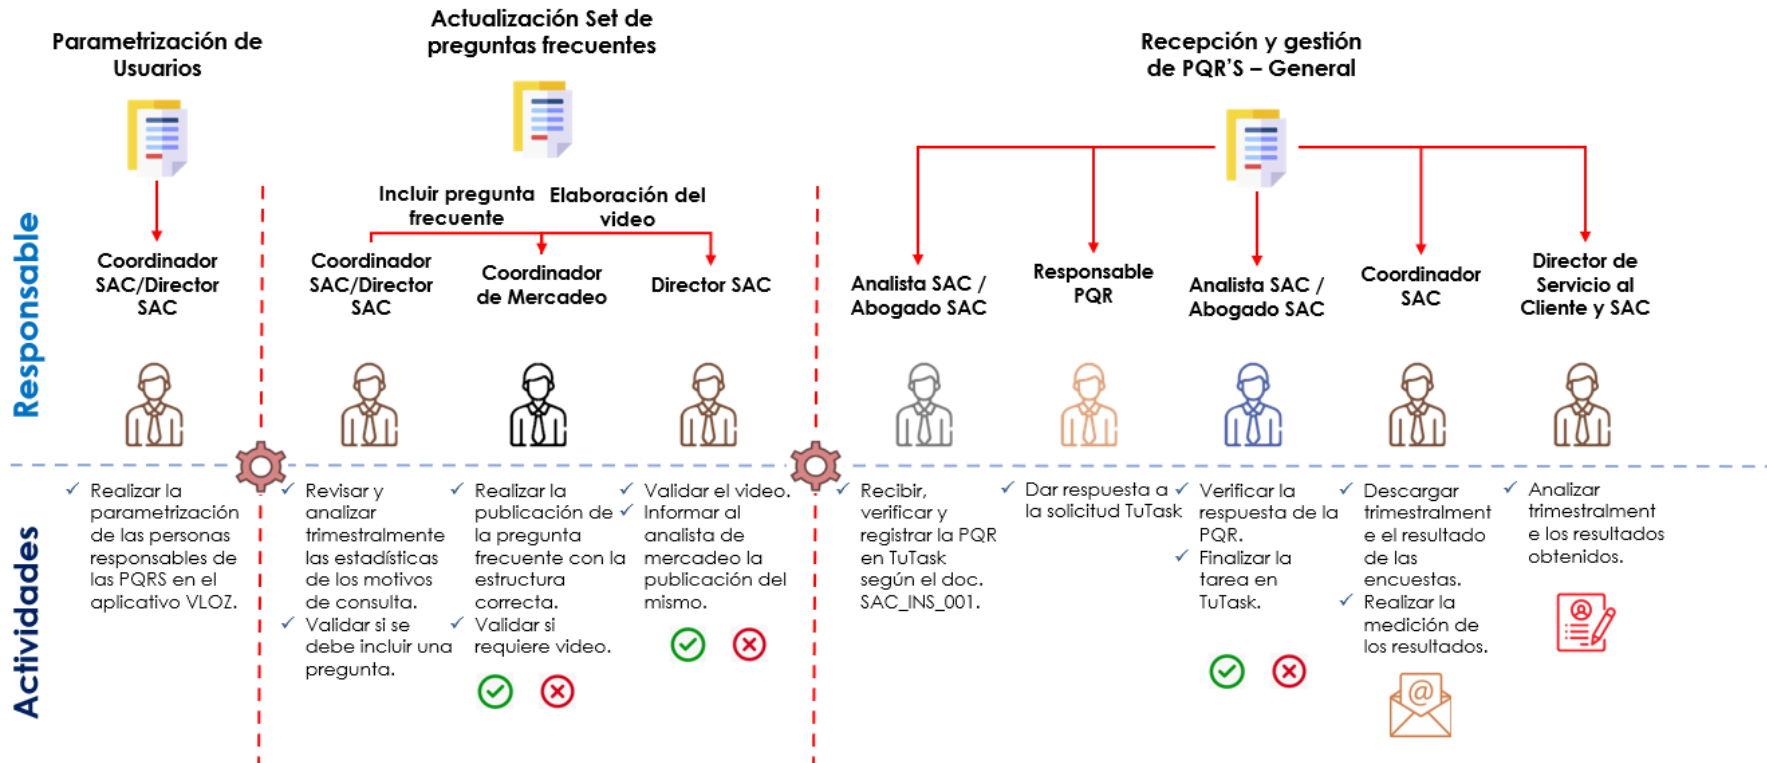 Parametrización de
Usuarios
Actualización Set de
preguntas frecuentes
Recepción y gestión
de PQR'S – General
Incluir pregunta
frecuente
Elaboración del
video
Responsable
Coordinador
SAC/Director
SAC
Coordinador
SAC/Director
SAC
Coordinador
de Mercadeo
Director SAC
Analista SAC /
Abogado SAC
Responsable
PQR
Analista SAC /
Abogado SAC
Coordinador
SAC
Director de
Servicio al
Cliente y SAC
Actividades
Realizar la
parametrización
de las personas
responsables de
las PQRS en el
aplicativo VLOZ.
Revisar y
analizar
trimestralmente
las estadísticas
de los motivos
de consulta.
Validar si se
debe incluir una
pregunta.
Realizar la
publicación de
la pregunta
frecuente con la
estructura
correcta.
Validar si
requiere video.
Validar el video.
Informar al
analista de
mercadeo la
publicación del
mismo.
Recibir,
verificar y
registrar la PQR
en TuTask
según el doc.
SAC_INS_001.
Dar respuesta a
la solicitud TuTask
Verificar la
respuesta de la
PQR.
Finalizar la
tarea en
TuTask.
Descargar
trimestralment
e el resultado
de las
encuestas.
Realizar la
medición de
los resultados.
Analizar
trimestralment
e los resultados
obtenidos.
@